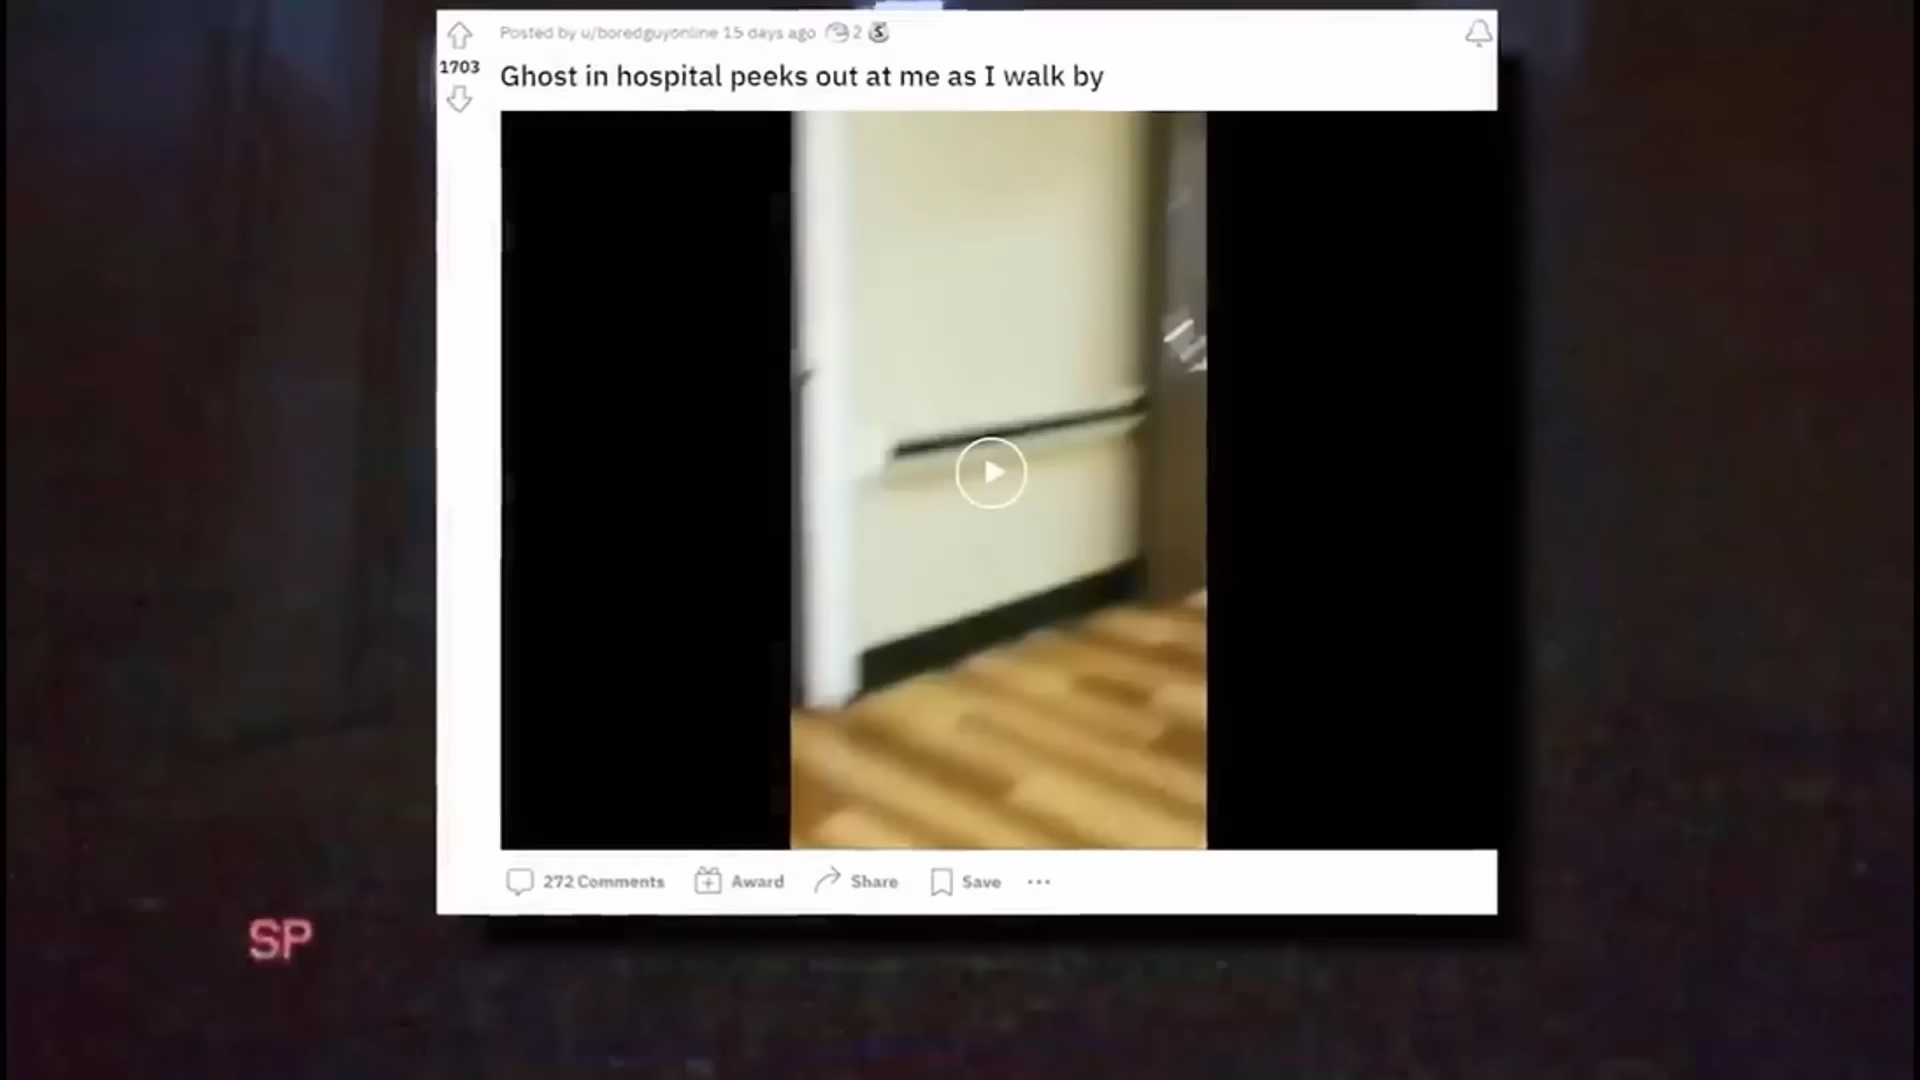 Posted by u/boredguyonline 15 days ago 2
1703
Ghost in hospital peeks out at me as I walk by
272 Comments Award Share Save
SP